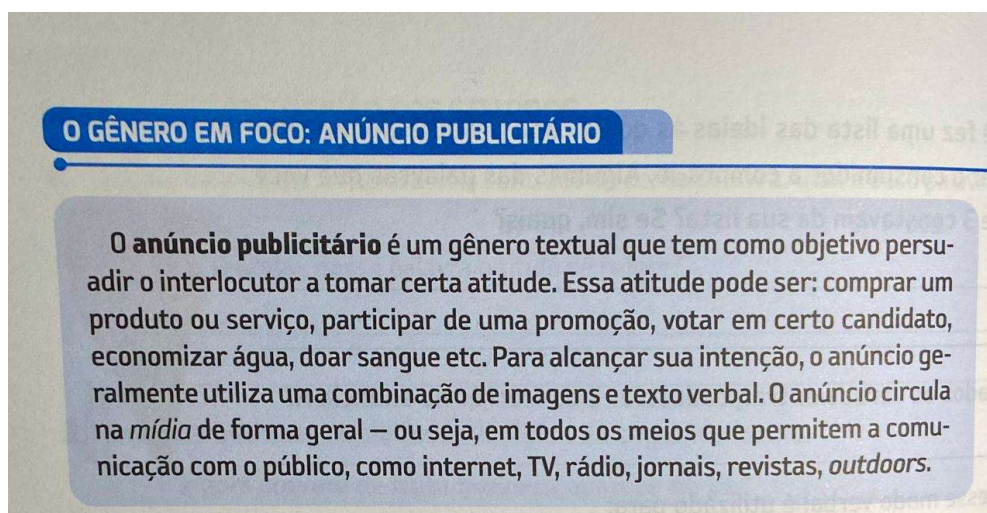 O GÊNERO EM FOCO: ANÚNCIO PUBLICITÁRIO
O anúncio publicitário é um gênero textual que tem como objetivo persu-
adir o interlocutor a tomar certa atitude. Essa atitude pode ser: comprar um
produto ou serviço, participar de uma promoção, votar em certo candidato,
economizar água, doar sangue etc. Para alcançar sua intenção, o anúncio ge-
ralmente utiliza uma combinação de imagens e texto verbal. O anúncio circula
na mídia de forma geral – ou seja, em todos os meios que permitem a comu-
nicação com o público, como internet, TV, rádio, jornais, revistas, outdoors.